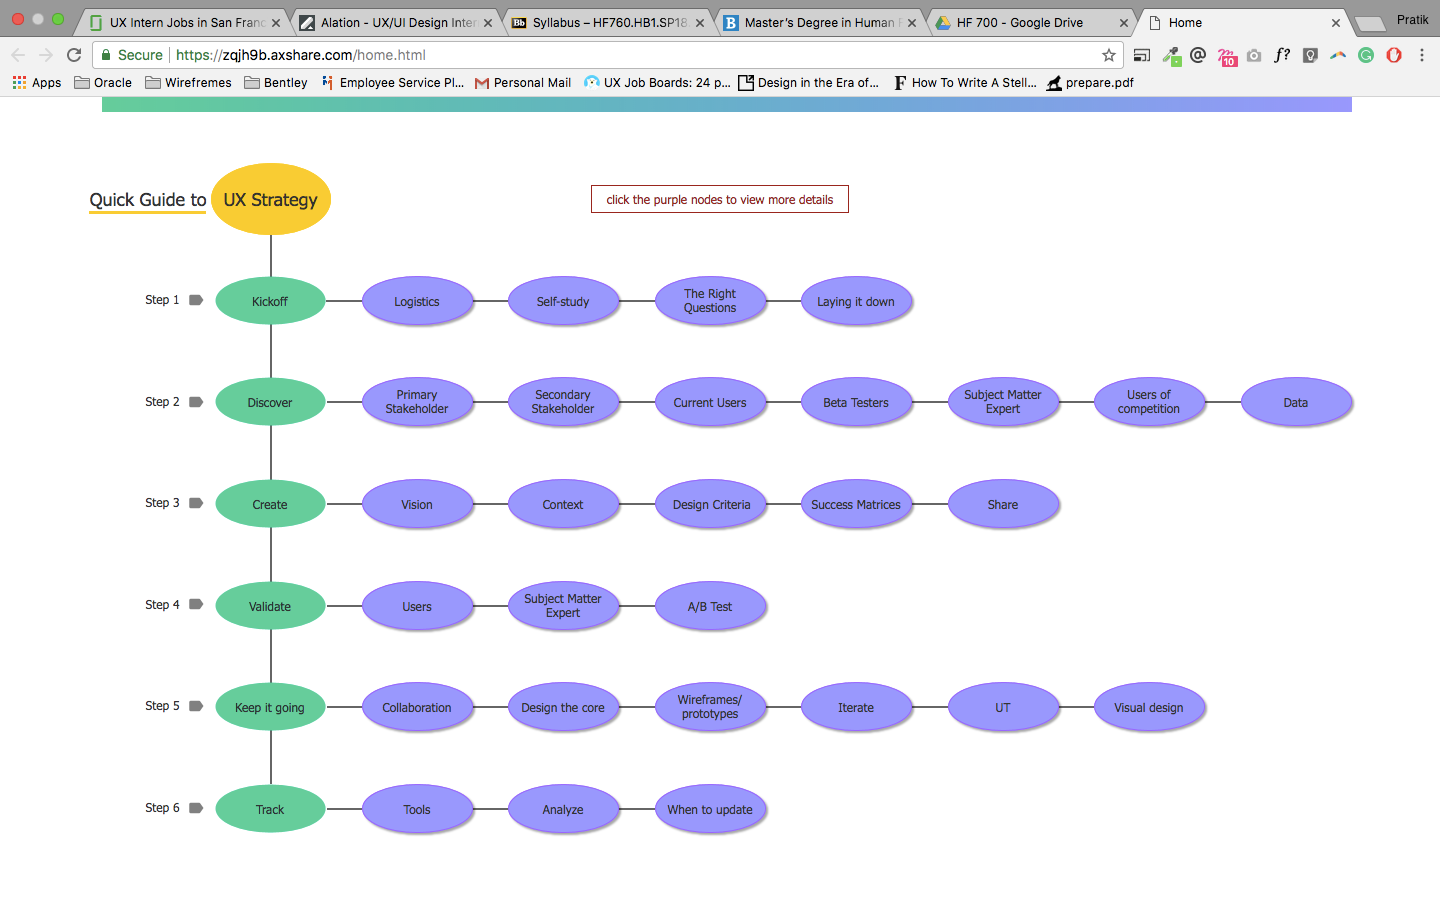 UX Intern Jobs in San Franc
Alation - UX/UI Design Inter
Bb Syllabus – HF760.HB1.SP18
B Master's Degree in Human F
HF 700 - Google Drive
Home
Pratik
Secure https://zqjh9b.axshare.com/home.html
10 f?
Apps Oracle Wirefremes Bentley Employee Service Pl... Personal Mail UX Job Boards: 24 p... Design in the Era of... F How To Write A Stell... prepare.pdf
Quick Guide to UX Strategy
click the purple nodes to view more details
Step 1 Kickoff Logistics Self-study The Right
Questions Laying it down
Step 2 Discover Primary
Stakeholder Secondary
Stakeholder Current Users Beta Testers Subject Matter
Expert Users of
competition Data
Step 3 Create Vision Context Design Criteria Success Matrices Share
Step 4 Validate Users Subject Matter
Expert A/B Test
Step 5 Keep it going Collaboration Design the core Wireframes/
prototypes Iterate UT Visual design
Step 6 Track Tools Analyze When to update